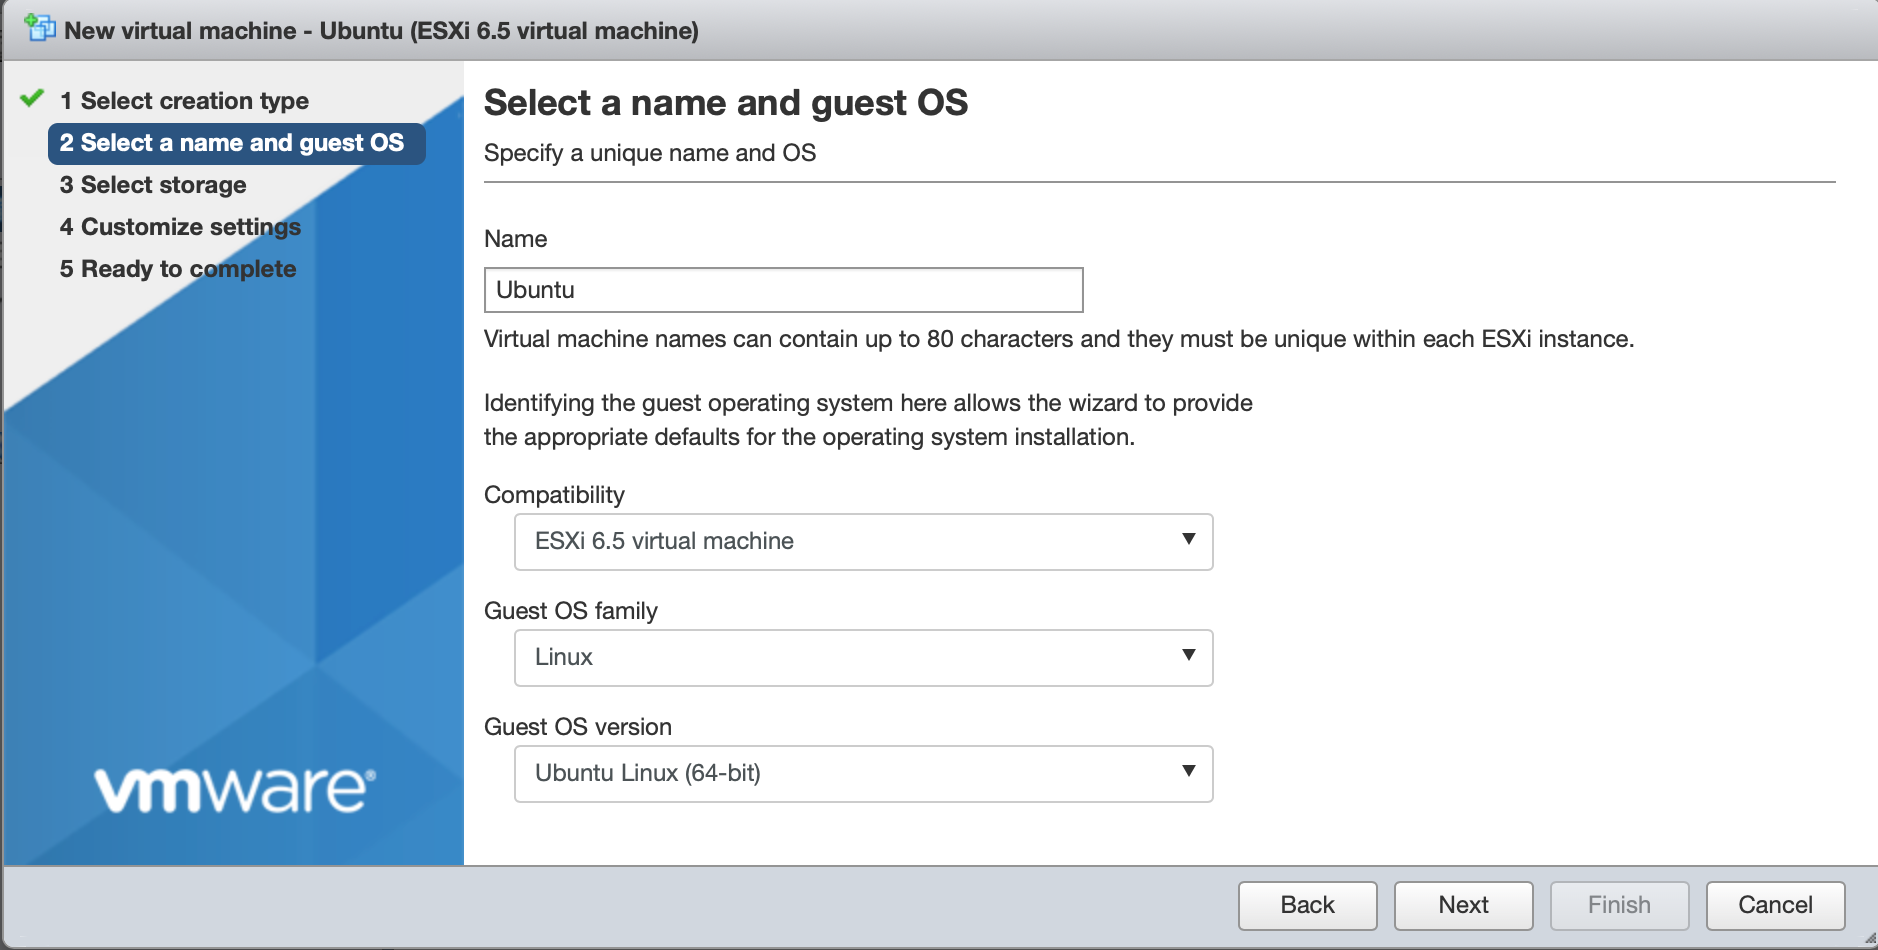 New virtual machine - Ubuntu (ESXi 6.5 virtual machine)
1 Select creation type
2 Select a name and guest OS
3 Select storage
4 Customize settings
5 Ready to complete
vmware®
Select a name and guest OS
Specify a unique name and OS
Name
Ubuntu
Virtual machine names can contain up to 80 characters and they must be unique within each ESXi instance.
Identifying the guest operating system here allows the wizard to provide
the appropriate defaults for the operating system installation.
Compatibility
ESXi 6.5 virtual machine
Guest OS family
Linux
Guest OS version
Ubuntu Linux (64-bit)
Back
Next
Finish
Cancel